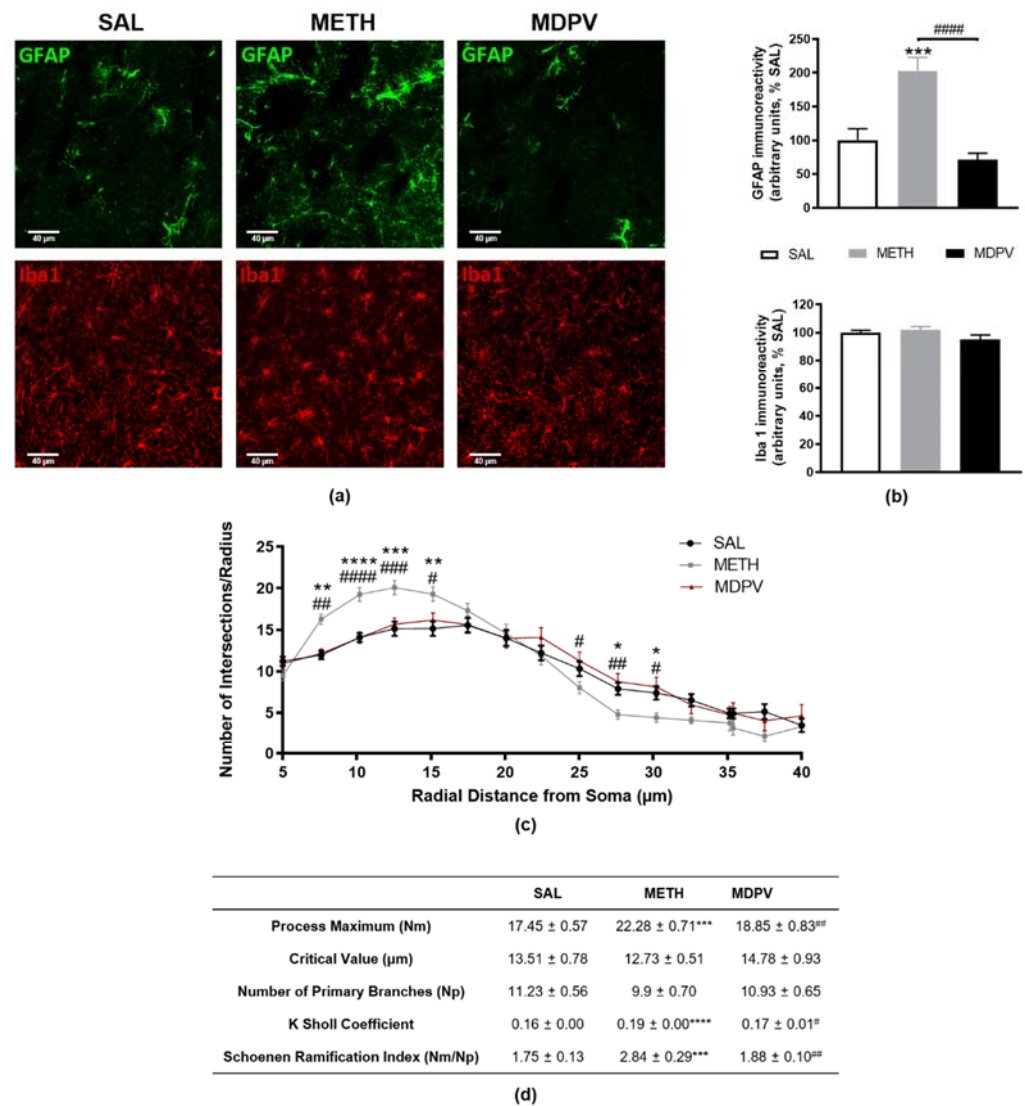 SAL METH MDPV
GFAP GFAP GFAP
40 µm 40 µm 40 µm
Iba1 Iba1 Iba1
40 µm 40 µm 40 µm
(a)
GFAP immunoreactivity
(arbitrary units, % SAL)
250
200
150
100
50
0
***
####
SAL METH MDPV
Iba 1 immunoreactivity
(arbitrary units, % SAL)
120
100
80
60
40
20
0
(b)
Number of Intersections/Radius
25
20
15
10
5
0
** **** *** ** # * *
## #### ### # ## #
SAL
METH
MDPV
5 10 15 20 25 30 35 40
Radial Distance from Soma (µm)
(c)
SAL METH MDPV
Process Maximum (Nm) 17.45 ± 0.57 22.28 ± 0.71*** 18.85 ± 0.83##
Critical Value (µm) 13.51 ± 0.78 12.73 ± 0.51 14.78 ± 0.93
Number of Primary Branches (Np) 11.23 ± 0.56 9.9 ± 0.70 10.93 ± 0.65
K Sholl Coefficient 0.16 ± 0.00 0.19 ± 0.00**** 0.17 ± 0.01#
Schoenen Ramification Index (Nm/Np) 1.75 ± 0.13 2.84 ± 0.29*** 1.88 ± 0.10##
(d)